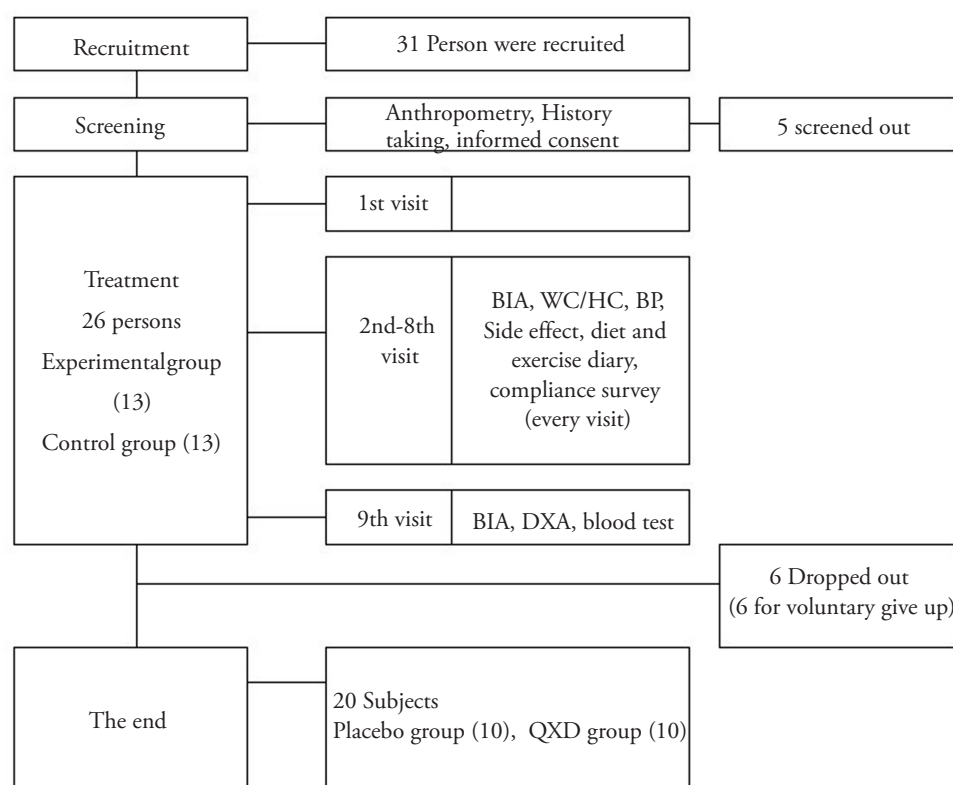 Recruitment
31 Person were recruited
Screening
Anthropometry, History
taking, informed consent
5 screened out
Treatment
26 persons
Experimentalgroup
(13)
Control group (13)
1st visit
2nd-8th
visit
BIA, WC/HC, BP,
Side effect, diet and
exercise diary,
compliance survey
(every visit)
9th visit
BIA, DXA, blood test
6 Dropped out
(6 for voluntary give up)
The end
20 Subjects
Placebo group (10), QXD group (10)